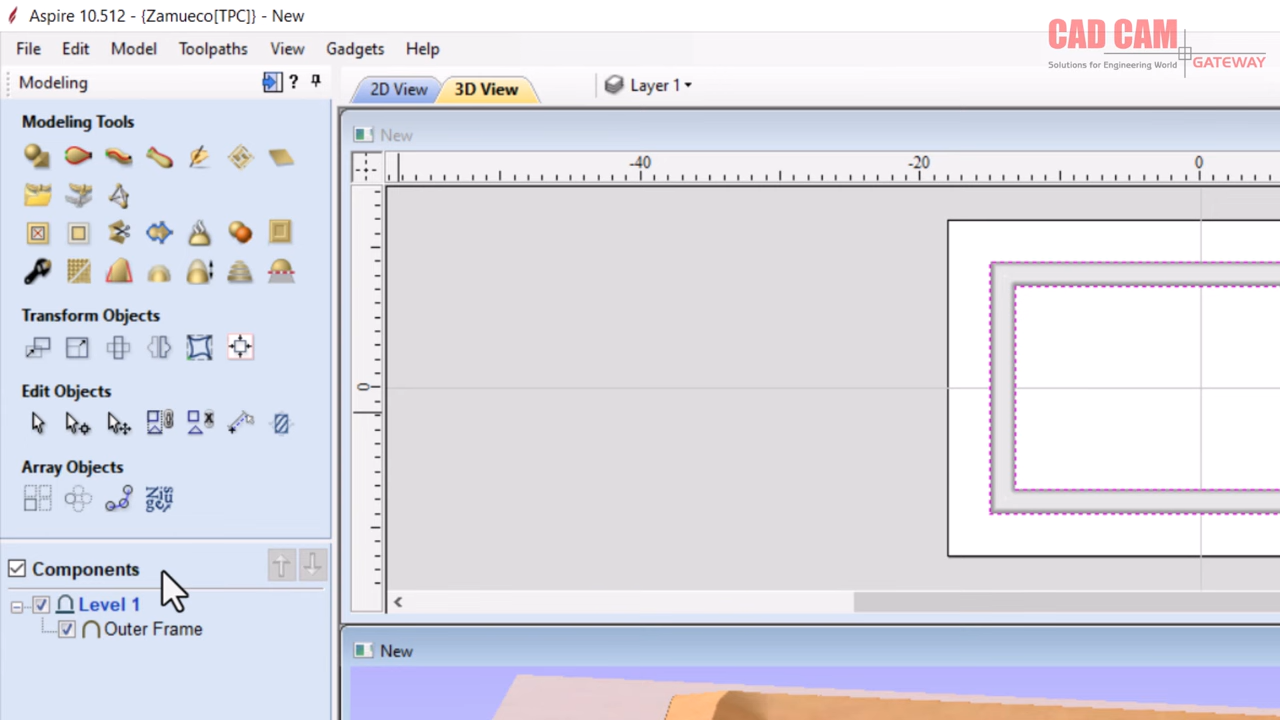 Aspire 10.512 - {Zamueco[TPC]} - New
File Edit Model Toolpaths View Gadgets Help
CAD CAM
Solutions for Engineering World
GATEWAY
Modeling ?
2D View 3D View Layer 1
Modeling Tools
New
-40 -20 0
0
Transform Objects
Edit Objects
Array Objects
Components
Level 1
Outer Frame
New